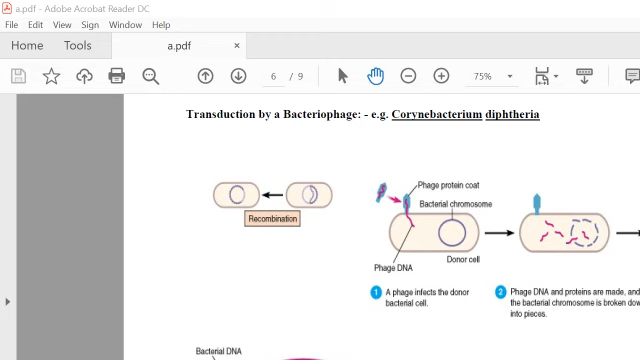 a.pdf - Adobe Acrobat Reader DC
File Edit View Sign Window Help
Home Tools a.pdf ×
6 / 9 75%
Transduction by a Bacteriophage: - e.g. Corynebacterium diphtheria
Recombination
Phage protein coat
Bacterial chromosome
Phage DNA
Donor cell
1 A phage infects the donor
bacterial cell.
2 Phage DNA and proteins are made, and
the bacterial chromosome is broken dow
into pieces.
Bacterial DNA